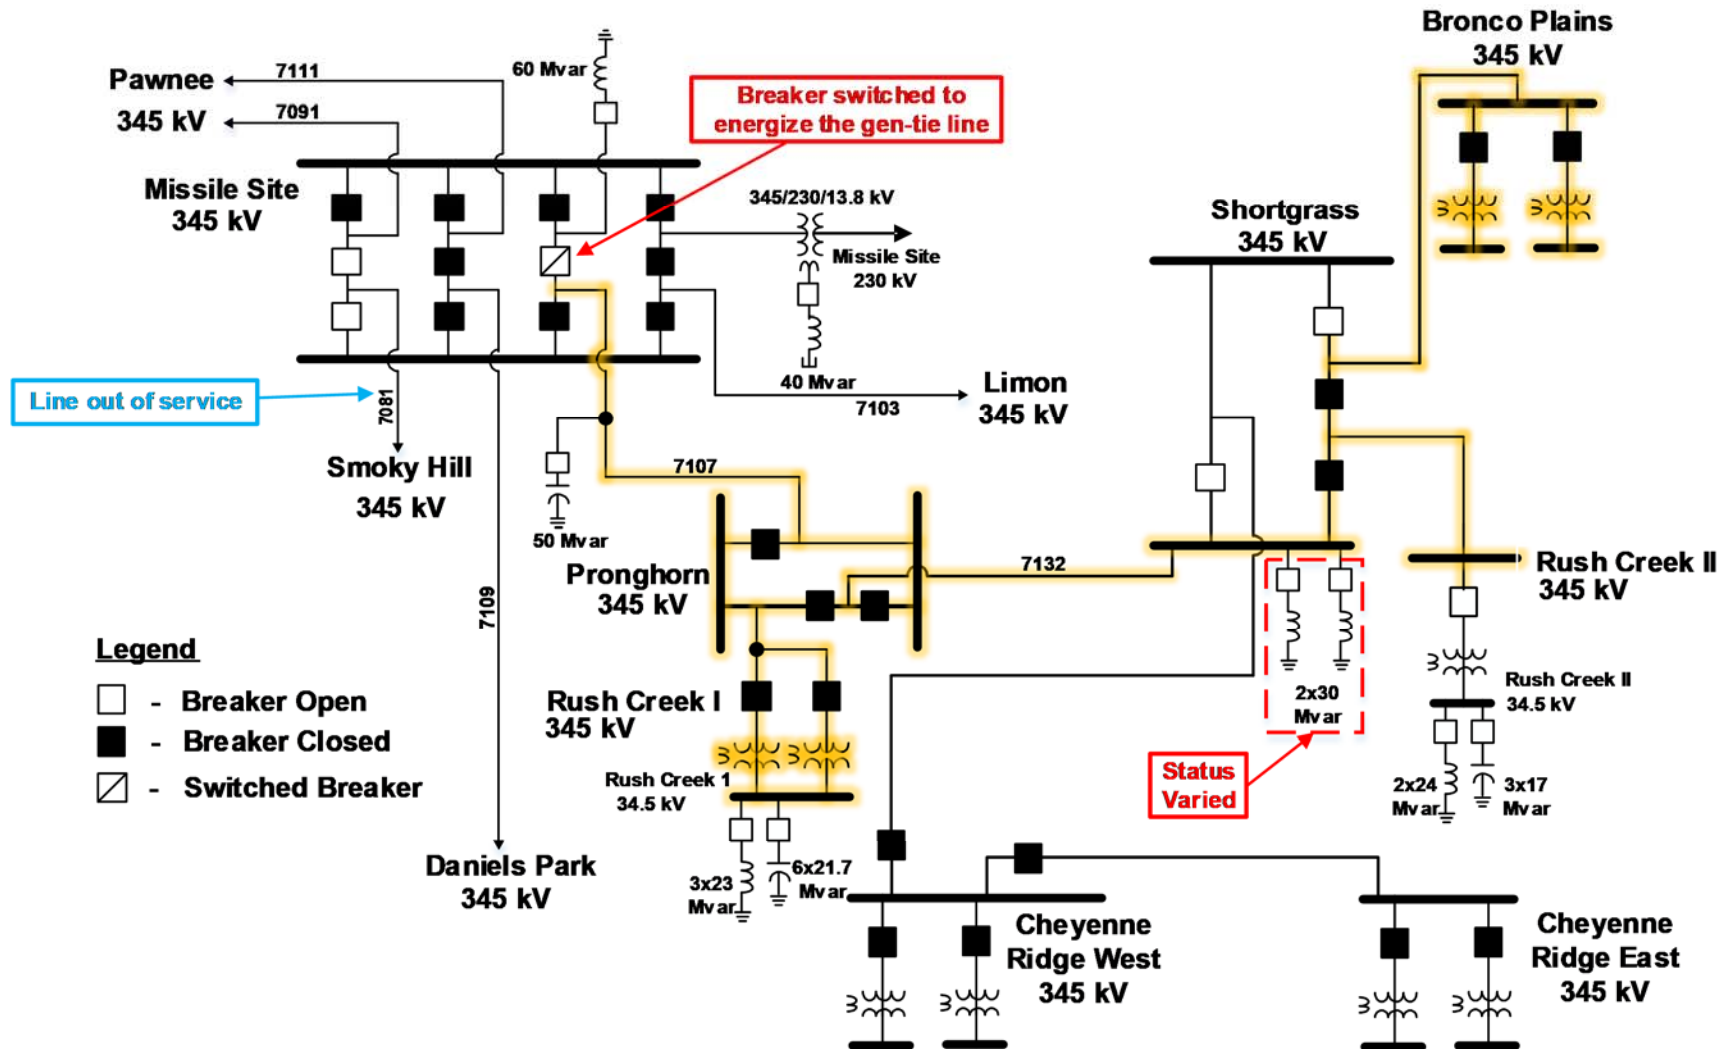 Bronco Plains
345 kV
Pawnee
345 kV
7111
7091
60 Mvar
Breaker switched to
energize the gen-tie line
Missile Site
345 kV
345/230/13.8 kV
Missile Site
230 kV
40 Mvar
7103
Limon
345 kV
Shortgrass
345 kV
Line out of service
7081
Smoky Hill
345 kV
50 Mvar
7107
7109
Pronghorn
345 kV
7132
Rush Creek II
345 kV
2x30
Mvar
Status
Varied
Rush Creek II
34.5 kV
2x24
Mvar
3x17
Mvar
Legend
- Breaker Open
- Breaker Closed
- Switched Breaker
Rush Creek I
345 kV
Rush Creek 1
34.5 kV
3x23
Mvar
6x21.7
Mvar
Daniels Park
345 kV
Cheyenne
Ridge West
345 kV
Cheyenne
Ridge East
345 kV